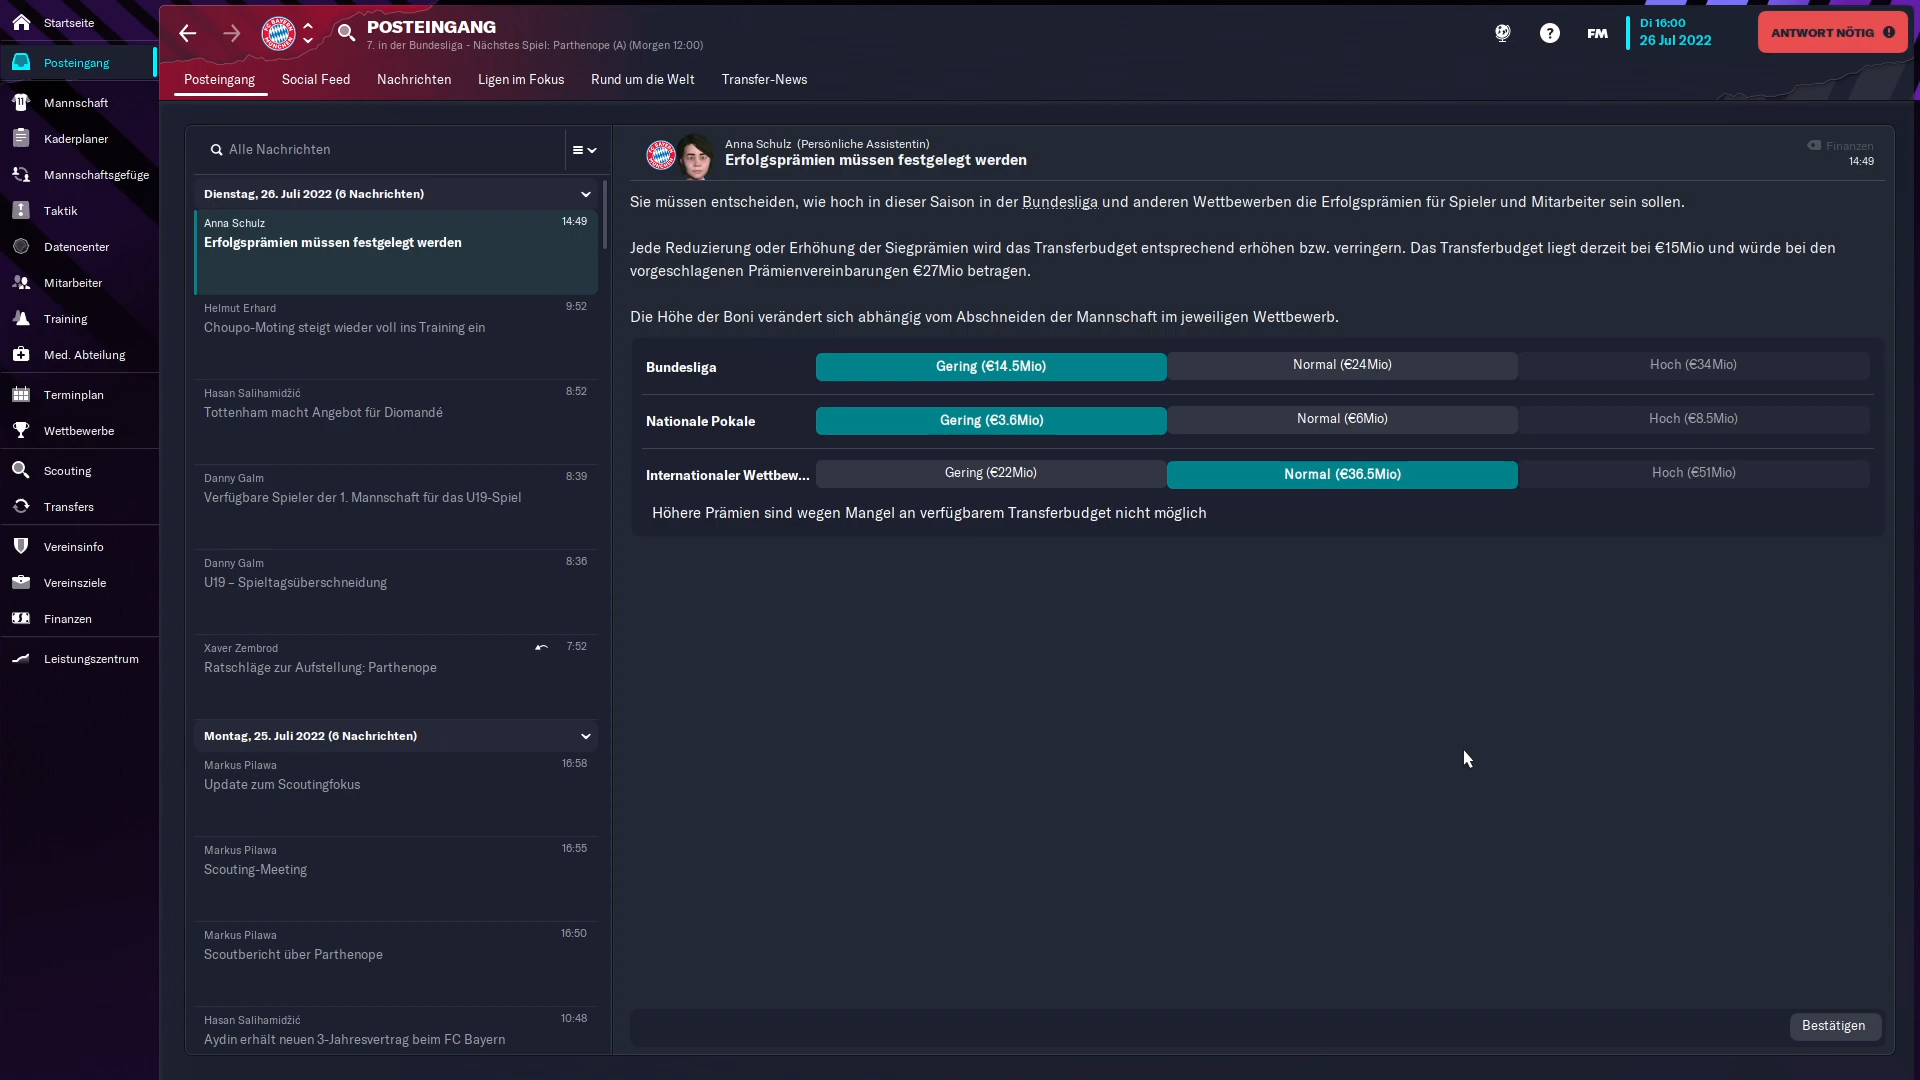 Startseite
Posteingang
Mannschaft
Kaderplaner
Mannschaftsgefüge
Taktik
Datencenter
Mitarbeiter
Training
Med. Abteilung
Terminplan
Wettbewerbe
Scouting
Transfers
Vereinsinfo
Vereinsziele
Finanzen
Leistungszentrum
POSTEINGANG
7. in der Bundesliga - Nächstes Spiel: Parthenope (A) (Morgen 12:00)
FM
Di 16:00
26 Jul 2022
ANTWORT NÖTIG
Posteingang Social Feed Nachrichten Ligen im Fokus Rund um die Welt Transfer-News
Alle Nachrichten
Dienstag, 26. Juli 2022 (6 Nachrichten)
Anna Schulz 14:49
Erfolgsprämien müssen festgelegt werden
Helmut Erhard 9:52
Choupo-Moting steigt wieder voll ins Training ein
Hasan Salihamidžić 8:52
Tottenham macht Angebot für Diomandé
Danny Galm 8:39
Verfügbare Spieler der 1. Mannschaft für das U19-Spiel
Danny Galm 8:36
U19 – Spieltagsüberschneidung
Xaver Zembrod 7:52
Ratschläge zur Aufstellung: Parthenope
Montag, 25. Juli 2022 (6 Nachrichten)
Markus Pilawa 16:58
Update zum Scoutingfokus
Markus Pilawa 16:55
Scouting-Meeting
Markus Pilawa 16:50
Scoutbericht über Parthenope
Hasan Salihamidžić 10:48
Aydin erhält neuen 3-Jahresvertrag beim FC Bayern
Anna Schulz (Persönliche Assistentin)
Erfolgsprämien müssen festgelegt werden
Finanzen
14:49
Sie müssen entscheiden, wie hoch in dieser Saison in der Bundesliga und anderen Wettbewerben die Erfolgsprämien für Spieler und Mitarbeiter sein sollen.
Jede Reduzierung oder Erhöhung der Siegprämien wird das Transferbudget entsprechend erhöhen bzw. verringern. Das Transferbudget liegt derzeit bei €15Mio und würde bei den
vorgeschlagenen Prämienvereinbarungen €27Mio betragen.
Die Höhe der Boni verändert sich abhängig vom Abschneiden der Mannschaft im jeweiligen Wettbewerb.
Bundesliga Gering (€14.5Mio) Normal (€24Mio) Hoch (€34Mio)
Nationale Pokale Gering (€3.6Mio) Normal (€6Mio) Hoch (€8.5Mio)
Internationaler Wettbew... Gering (€22Mio) Normal (€36.5Mio) Hoch (€51Mio)
Höhere Prämien sind wegen Mangel an verfügbarem Transferbudget nicht möglich
Bestätigen